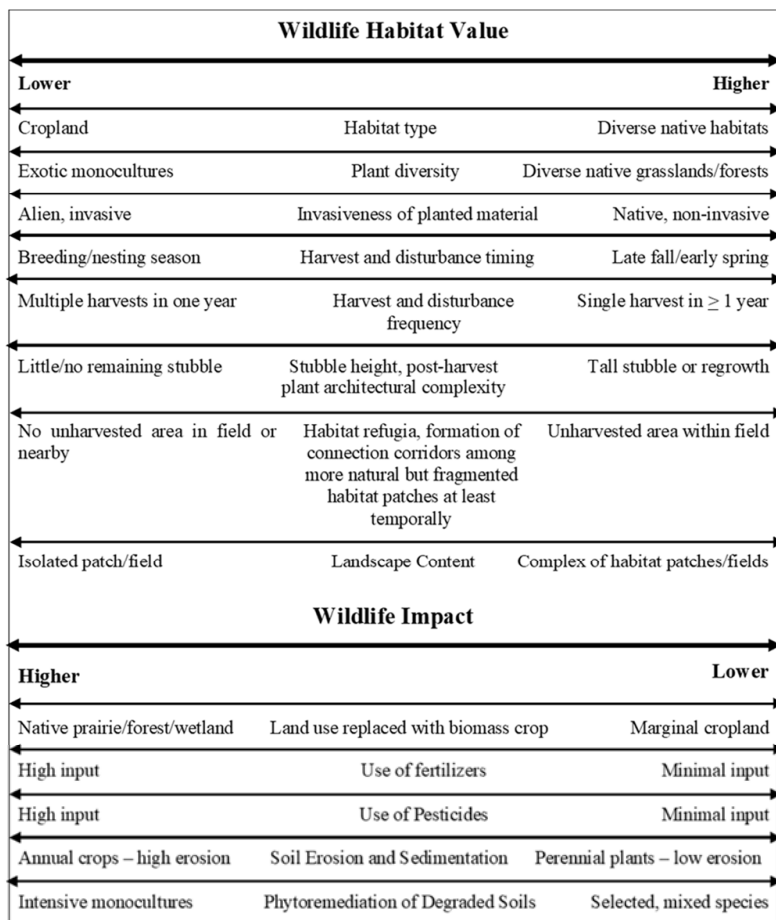 Wildlife Habitat Value
Lower Higher
Cropland Habitat type Diverse native habitats
Exotic monocultures Plant diversity Diverse native grasslands/forests
Alien, invasive Invasiveness of planted material Native, non-invasive
Breeding/nesting season Harvest and disturbance timing Late fall/early spring
Multiple harvests in one year Harvest and disturbance Single harvest in ≥ 1 year
frequency
Little/no remaining stubble Stubble height, post-harvest Tall stubble or regrowth
plant architectural complexity
No unharvested area in field or Habitat refugia, formation of Unharvested area within field
nearby connection corridors among
more natural but fragmented
habitat patches at least
temporally
Isolated patch/field Landscape Content Complex of habitat patches/fields
Wildlife Impact
Higher Lower
Native prairie/forest/wetland Land use replaced with biomass crop Marginal cropland
High input Use of fertilizers Minimal input
High input Use of Pesticides Minimal input
Annual crops – high erosion Soil Erosion and Sedimentation Perennial plants – low erosion
Intensive monocultures Phytoremediation of Degraded Soils Selected, mixed species